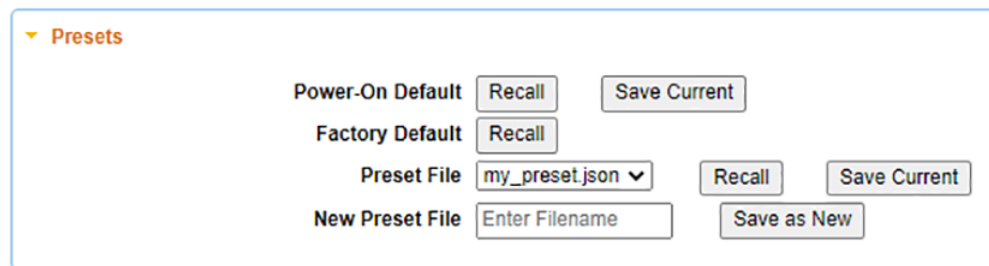 Presets
Power-On Default Recall Save Current
Factory Default Recall
Preset File my_preset.json Recall Save Current
New Preset File Enter Filename Save as New